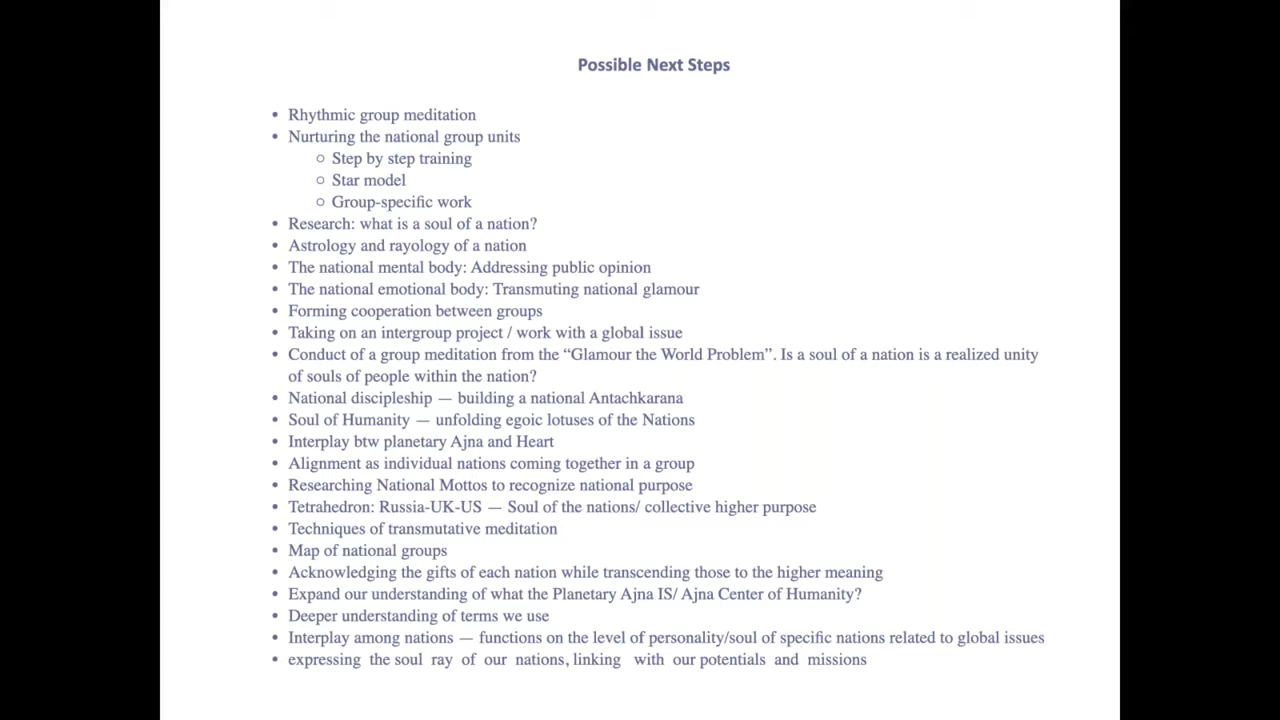 Possible Next Steps
• Rhythmic group meditation
• Nurturing the national group units
○ Step by step training
○ Star model
○ Group-specific work
• Research: what is a soul of a nation?
• Astrology and rayology of a nation
• The national mental body: Addressing public opinion
• The national emotional body: Transmuting national glamour
• Forming cooperation between groups
• Taking on an intergroup project / work with a global issue
• Conduct of a group meditation from the “Glamour the World Problem”. Is a soul of a nation is a realized unity
of souls of people within the nation?
• National discipleship — building a national Antachkarana
• Soul of Humanity — unfolding egoic lotuses of the Nations
• Interplay btw planetary Ajna and Heart
• Alignment as individual nations coming together in a group
• Researching National Mottos to recognize national purpose
• Tetrahedron: Russia-UK-US — Soul of the nations/ collective higher purpose
• Techniques of transmutative meditation
• Map of national groups
• Acknowledging the gifts of each nation while transcending those to the higher meaning
• Expand our understanding of what the Planetary Ajna IS/ Ajna Center of Humanity?
• Deeper understanding of terms we use
• Interplay among nations — functions on the level of personality/soul of specific nations related to global issues
• expressing the soul ray of our nations, linking with our potentials and missions